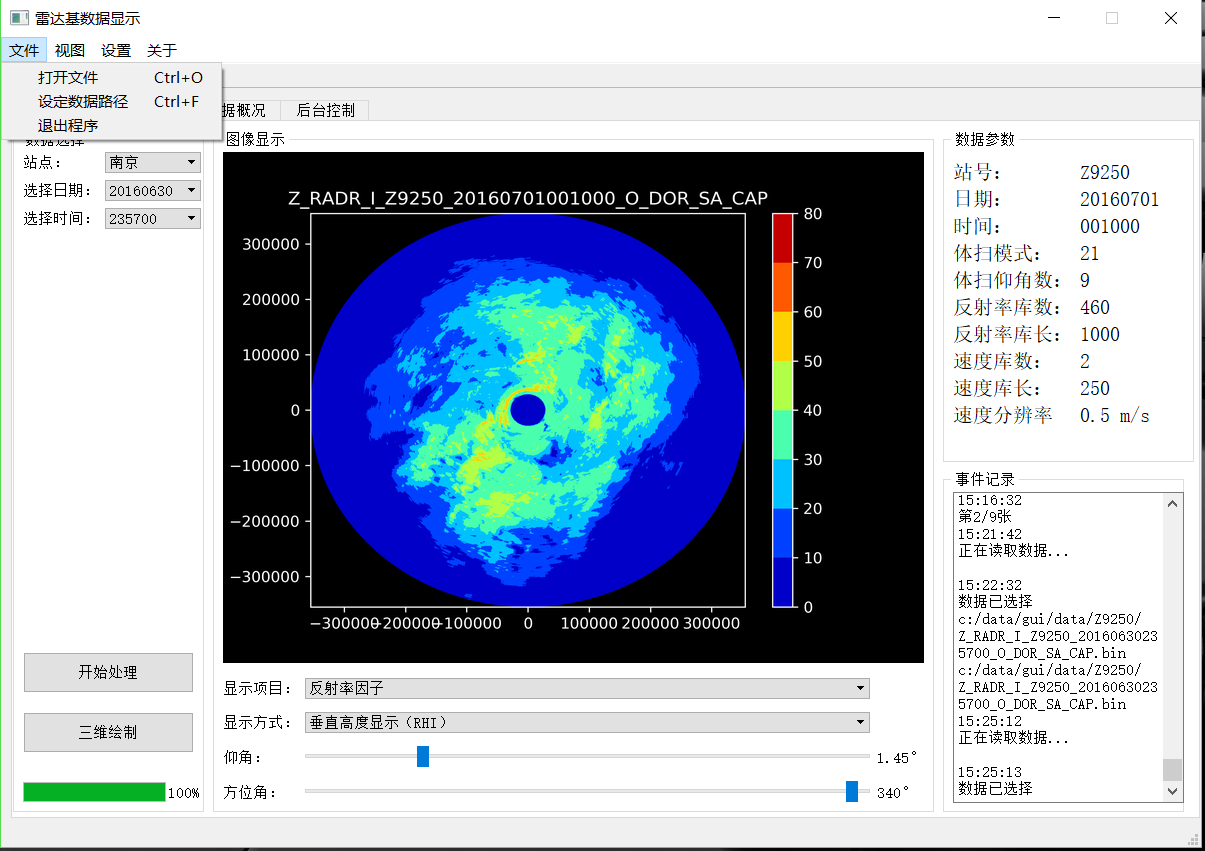 雷达基数据显示
文件 视图 设置 关于
打开文件 Ctrl+O
设定数据路径 Ctrl+F
退出程序
据概况 后台控制
数据选择
站点： 南京
选择日期： 20160630
选择时间： 235700
开始处理
三维绘制
100%
图像显示
Z_RADR_I_Z9250_20160701001000_O_DOR_SA_CAP
300000
200000
100000
0
−100000
−200000
−300000
−300000 −200000 −100000 0 100000 200000 300000
80
70
60
50
40
30
20
10
0
显示项目： 反射率因子
显示方式： 垂直高度显示（RHI）
仰角： 1.45°
方位角： 340°
数据参数
站号： Z9250
日期： 20160701
时间： 001000
体扫模式： 21
体扫仰角数： 9
反射率库数： 460
反射率库长： 1000
速度库数： 2
速度库长： 250
速度分辨率 0.5 m/s
事件记录
15:16:32
第2/9张
15:21:42
正在读取数据...
15:22:32
数据已选择
c:/data/gui/data/Z9250/
Z_RADR_I_Z9250_2016063023
5700_O_DOR_SA_CAP.bin
c:/data/gui/data/Z9250/
Z_RADR_I_Z9250_2016063023
5700_O_DOR_SA_CAP.bin
15:25:12
正在读取数据...
15:25:13
数据已选择